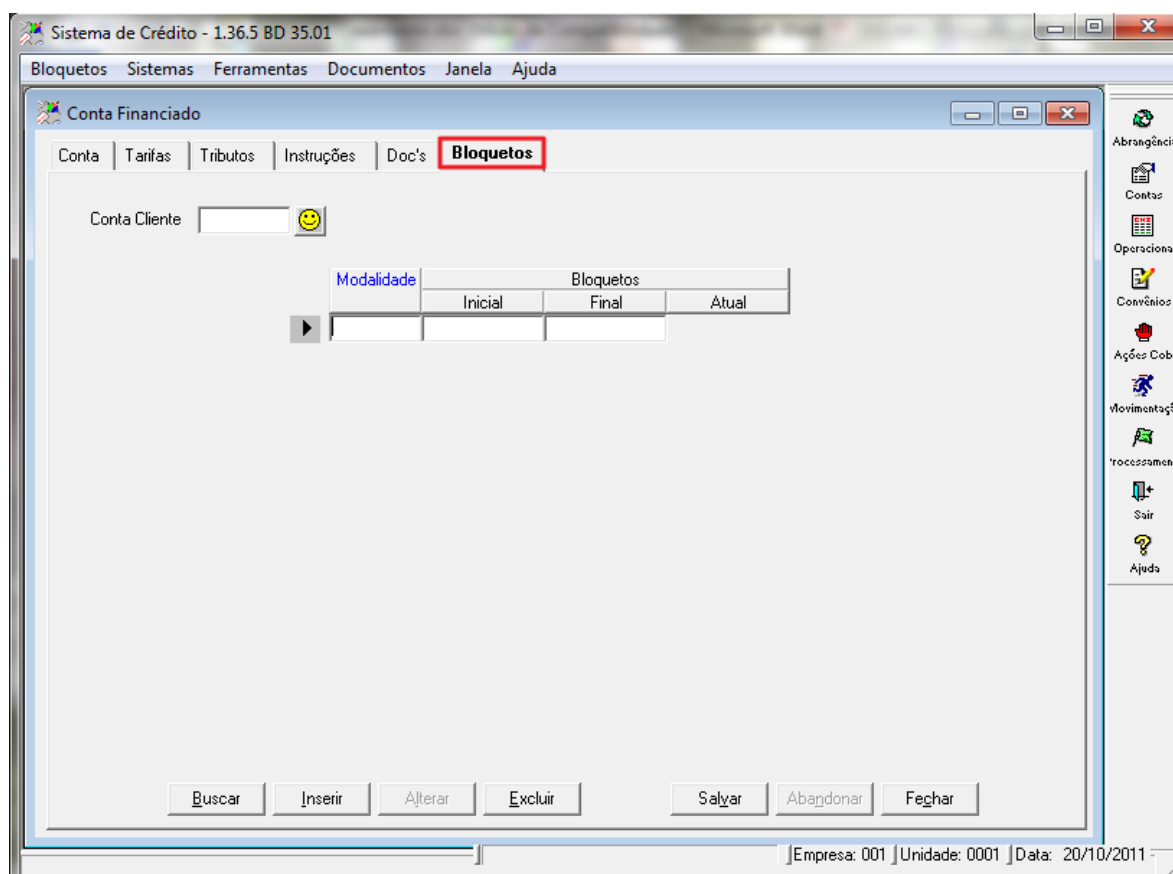 Sistema de Crédito - 1.36.5 BD 35.01
Bloquetos Sistemas Ferramentas Documentos Janela Ajuda
Conta Financiado
Conta Tarifas Tributos Instruções Doc's Bloquetos
Conta Cliente
Modalidade Bloquetos
Inicial Final Atual
Buscar Inserir Alterar Excluir Salvar Abandonar Fechar
Abrangênci
Contas
Operaciona
Convênios
Ações Cob
Movimentaçã
rocessamen
Sair
Ajuda
Empresa: 001 Unidade: 0001 Data: 20/10/2011 -